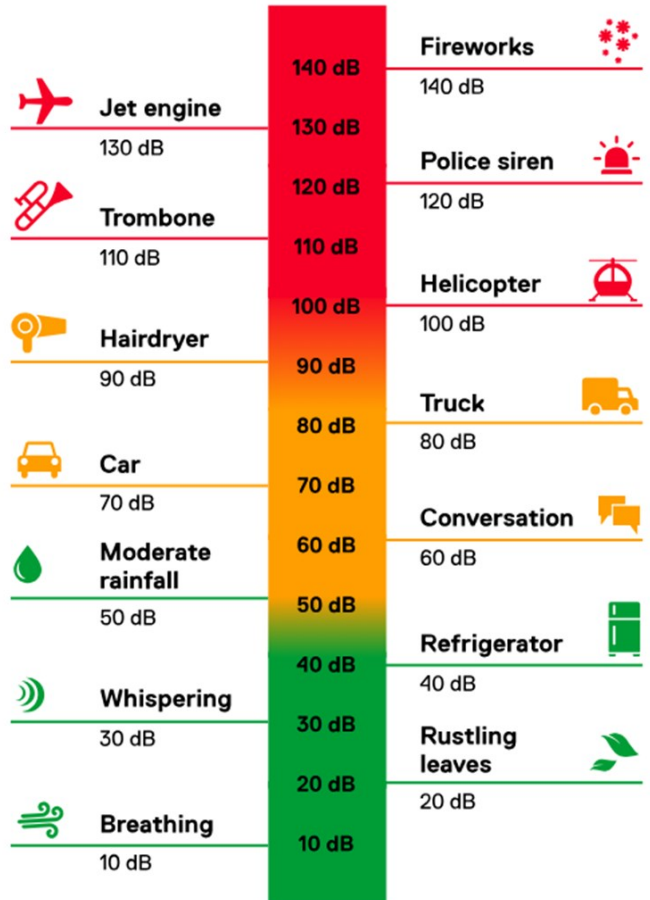 140 dB
130 dB
120 dB
110 dB
100 dB
90 dB
80 dB
70 dB
60 dB
50 dB
40 dB
30 dB
20 dB
10 dB
Jet engine
130 dB
Trombone
110 dB
Hairdryer
90 dB
Car
70 dB
Moderate
rainfall
50 dB
Whispering
30 dB
Breathing
10 dB
Fireworks
140 dB
Police siren
120 dB
Helicopter
100 dB
Truck
80 dB
Conversation
60 dB
Refrigerator
40 dB
Rustling
leaves
20 dB